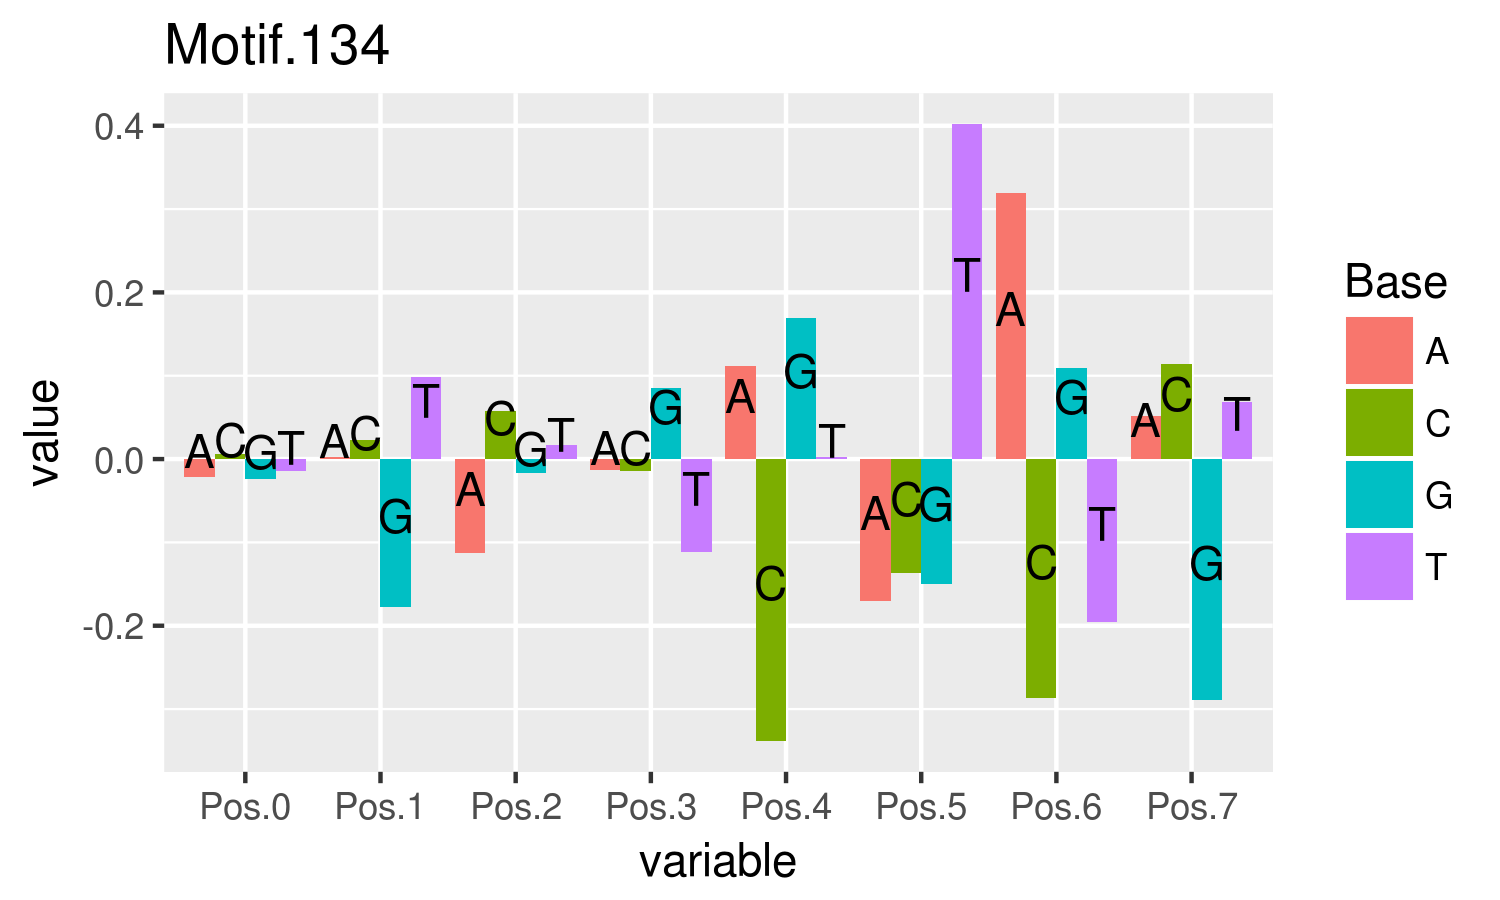 Motif.134
0.4
0.2
0.0
-0.2
value
A C G T A C G T A C G T A C G T A C G T A C G T A C G T A C G T
Pos.0 Pos.1 Pos.2 Pos.3 Pos.4 Pos.5 Pos.6 Pos.7
variable
Base
A
C
G
T